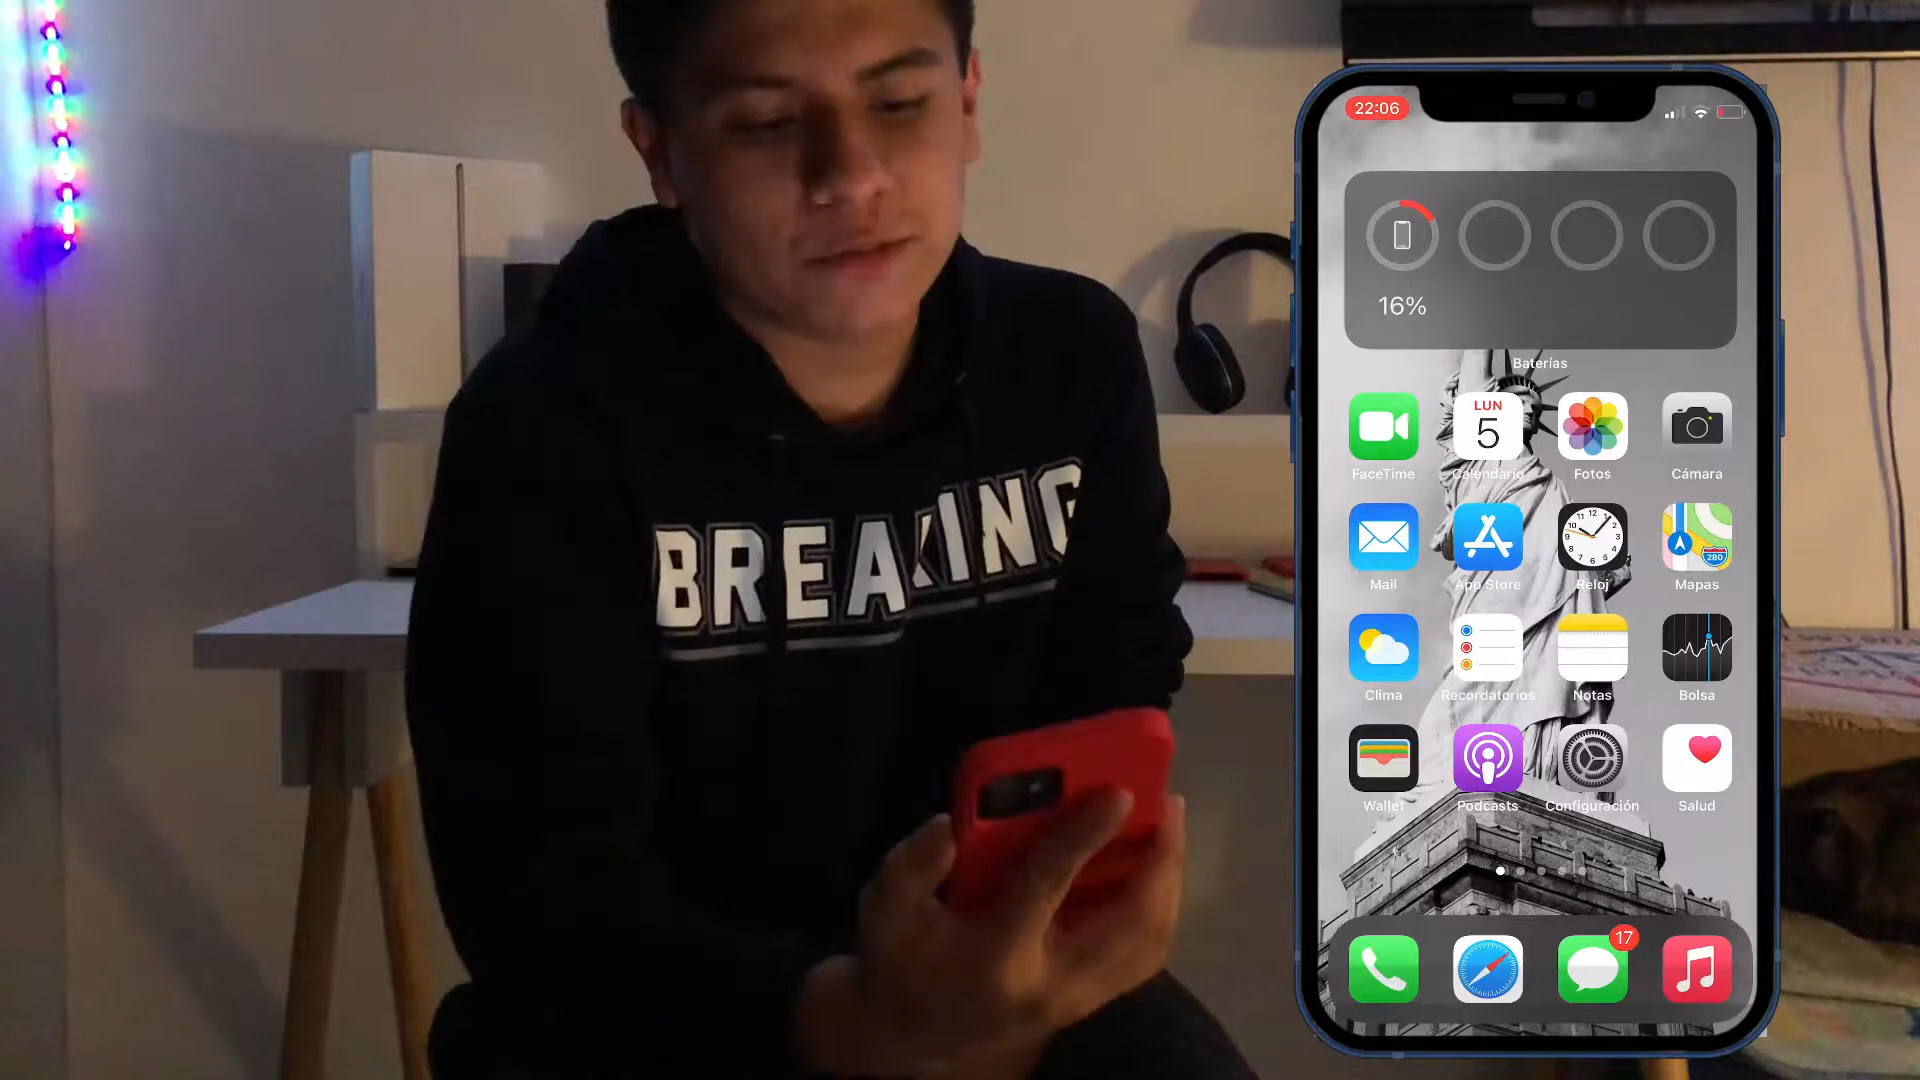 BREAKING
22:06
16%
Baterías
LUN
5
FaceTime
Calendario
Fotos
Cámara
280
Mail
App Store
Reloj
Mapas
Clima
Recordatorios
Notas
Bolsa
Wallet
Podcasts
Configuración
Salud
17